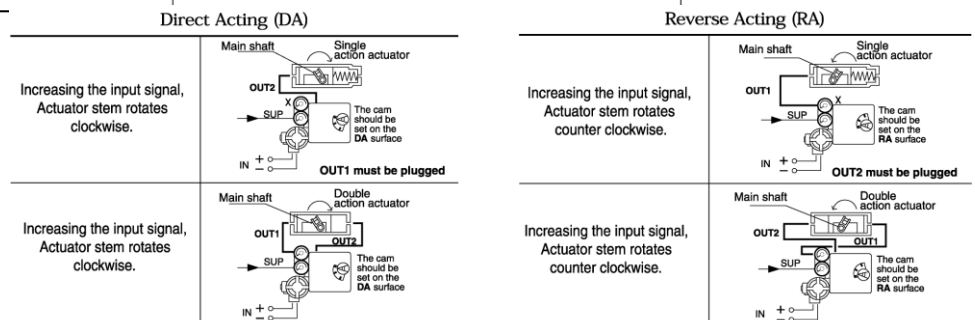 Direct Acting (DA)
Increasing the input signal,
Actuator stem rotates
clockwise.
Main shaft
Single
action actuator
OUT2
X
SUP
The cam
should be
set on the
DA surface
IN
+
−
OUT1 must be plugged
Increasing the input signal,
Actuator stem rotates
clockwise.
Main shaft
Double
action actuator
OUT1
OUT2
SUP
The cam
should be
set on the
DA surface
IN
+
−
Reverse Acting (RA)
Increasing the input signal,
Actuator stem rotates
counter clockwise.
Main shaft
Single
action actuator
OUT1
X
SUP
The cam
should be
set on the
RA surface
IN
+
−
OUT2 must be plugged
Increasing the input signal,
Actuator stem rotates
counter clockwise.
Main shaft
Double
action actuator
OUT2
OUT1
SUP
The cam
should be
set on the
RA surface
IN
+
−